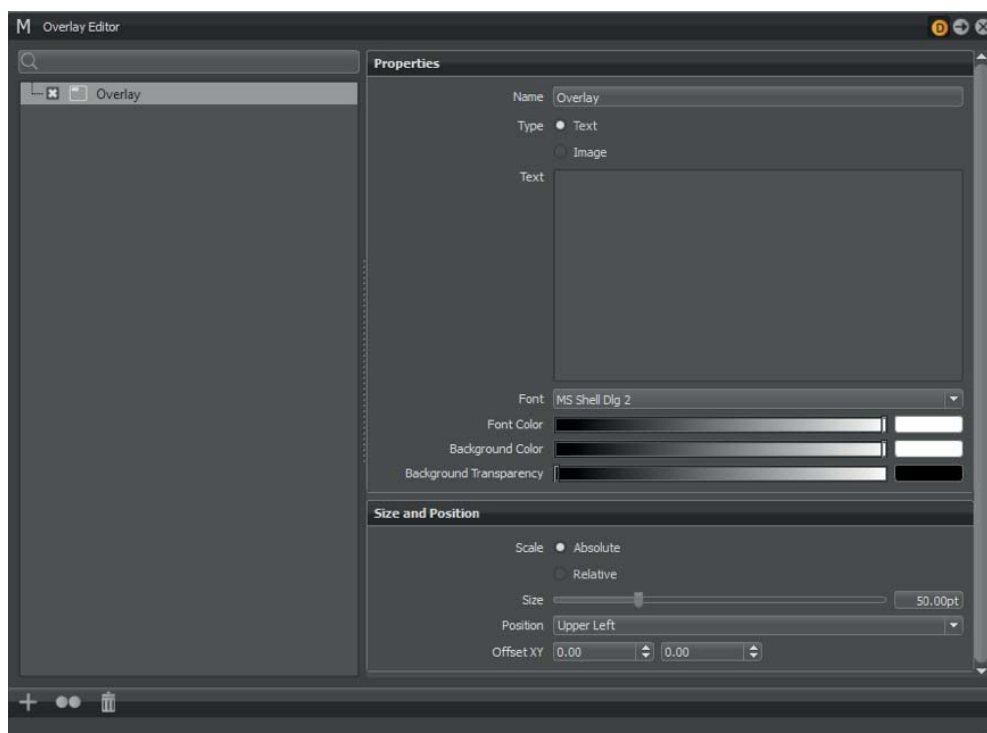 M Overlay Editor D
Properties
Overlay
Name Overlay
Type Text
Image
Text
Font MS Shell Dlg 2
Font Color
Background Color
Background Transparency
Size and Position
Scale Absolute
Relative
Size 50.00pt
Position Upper Left
Offset XY 0.00 0.00